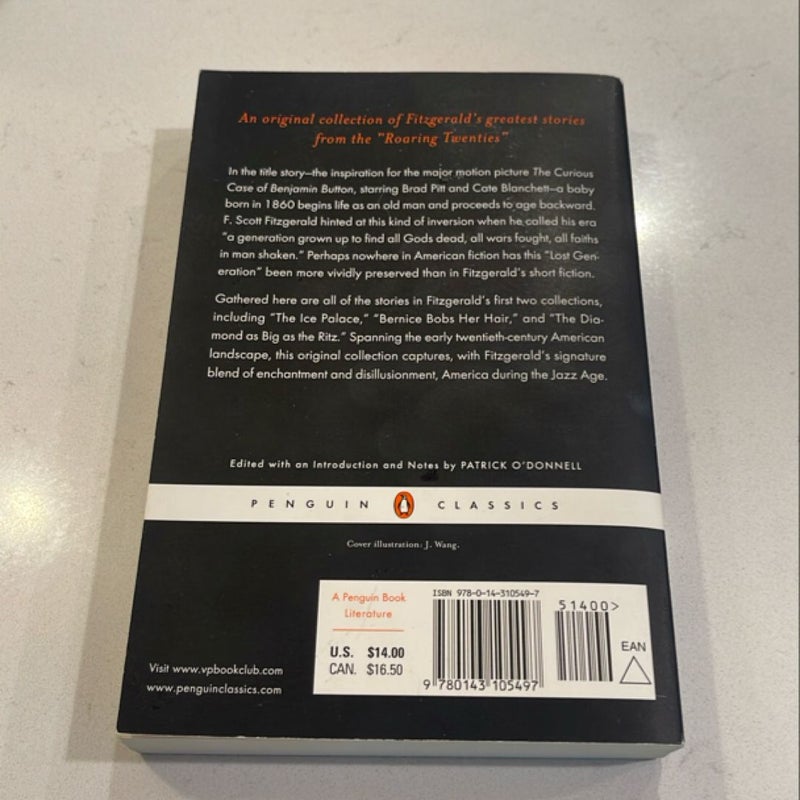 An original collection of Fitzgerald's greatest stories
from the "Roaring Twenties"
In the title story—the inspiration for the major motion picture The Curious
Case of Benjamin Button, starring Brad Pitt and Cate Blanchett—a baby
born in 1860 begins life as an old man and proceeds to age backward.
F. Scott Fitzgerald hinted at this kind of inversion when he called his era
"a generation grown up to find all Gods dead, all wars fought, all faiths
in man shaken." Perhaps nowhere in American fiction has this "Lost Gen-
eration" been more vividly preserved than in Fitzgerald's short fiction.
Gathered here are all of the stories in Fitzgerald's first two collections,
including "The Ice Palace," "Bernice Bobs Her Hair," and "The Dia-
mond as Big as the Ritz." Spanning the early twentieth-century American
landscape, this original collection captures, with Fitzgerald's signature
blend of enchantment and disillusionment, America during the Jazz Age.
Edited with an Introduction and Notes by PATRICK O'DONNELL
PENGUIN CLASSICS
Cover illustration: J. Wang.
A Penguin Book
Literature
U.S. $14.00
CAN. $16.50
ISBN 978-0-14-310549-7
51400>
EAN
9 780143 105497
Visit www.vpbookclub.com
www.penguinclassics.com